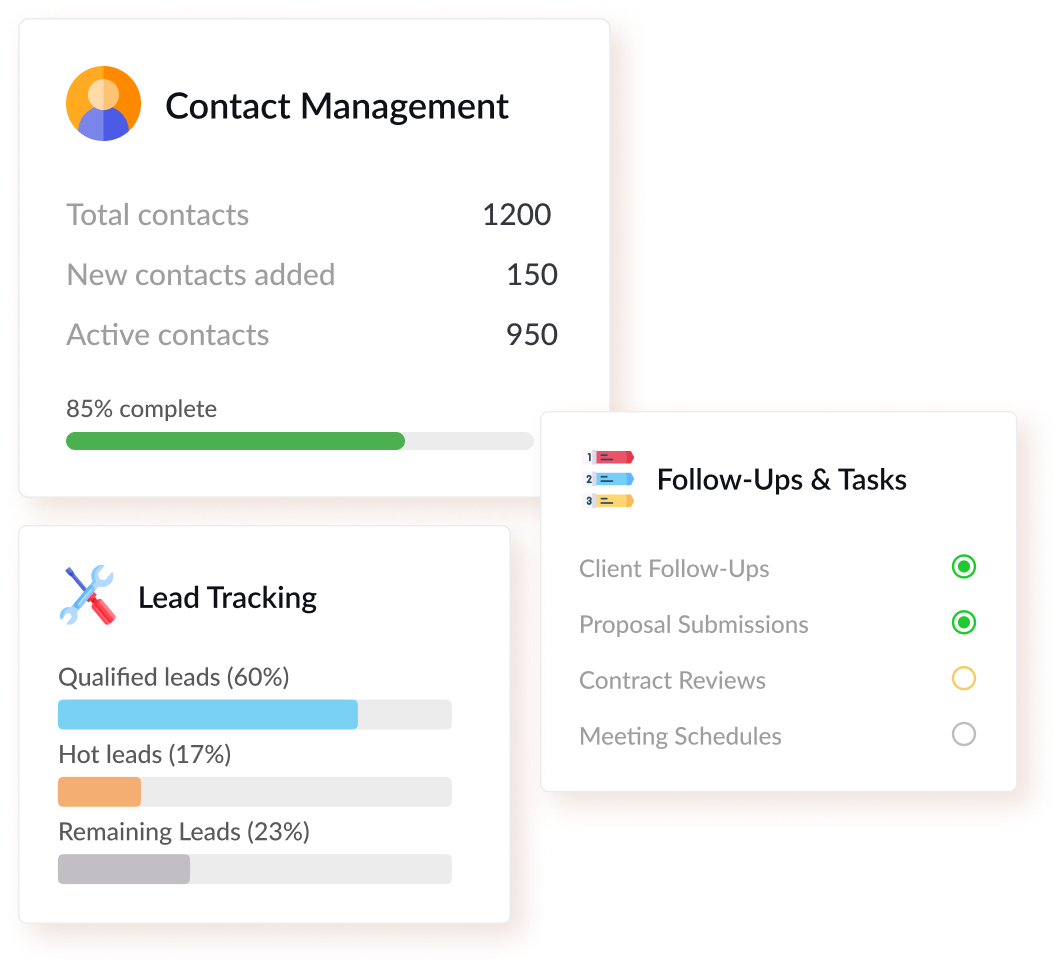 Contact Management
Total contacts 1200
New contacts added 150
Active contacts 950
85% complete
1
2
3
Follow-Ups & Tasks
Client Follow-Ups
Proposal Submissions
Contract Reviews
Meeting Schedules
Lead Tracking
Qualified leads (60%)
Hot leads (17%)
Remaining Leads (23%)